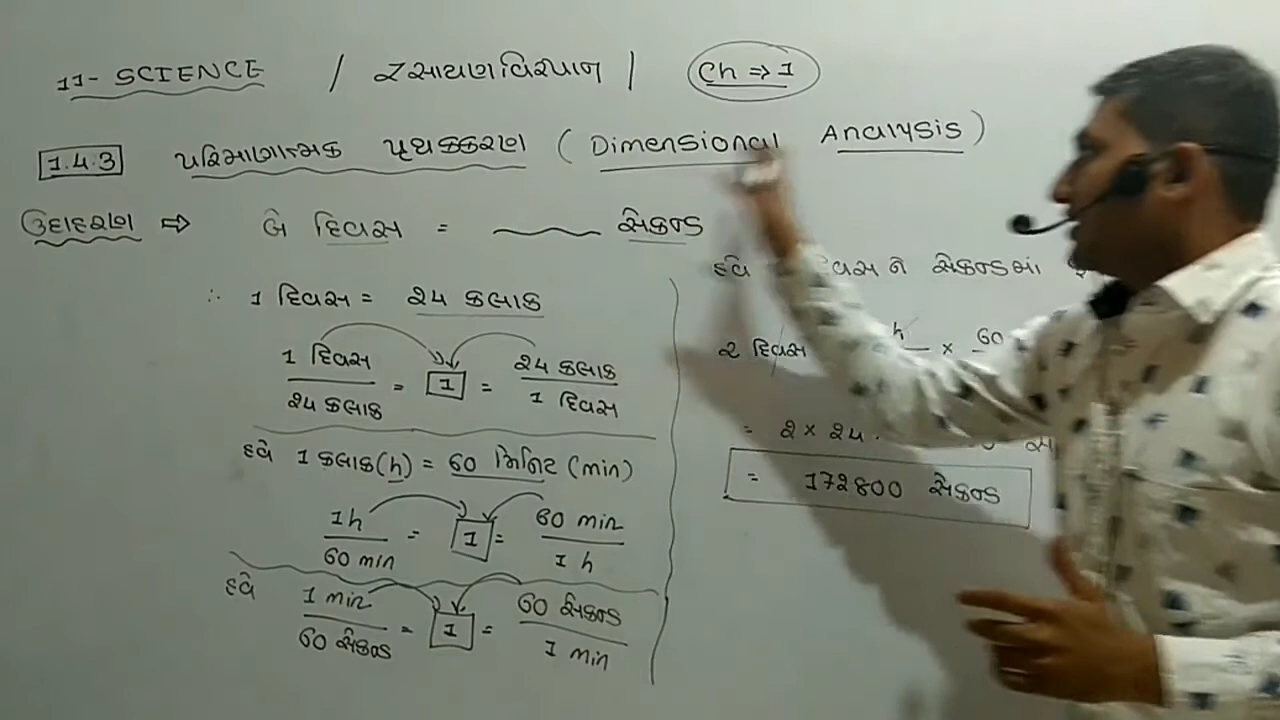 11- SCIENCE / રસાયણવિજ્ઞાન | Ch ⇒ 1
1.4.3 પરિમાણાત્મક પૃથક્કરણ ( Dimensional Analysis )
ઉદાહરણ ⇨ બે દિવસ = ____ સેકન્ડ
∴ 1 દિવસ = 24 કલાક
1 દિવસ / 24 કલાક = 1 = 24 કલાક / 1 દિવસ
હવે 1 કલાક(h) = 60 મિનિટ (min)
1h / 60 min = 1 = 60 min / 1 h
હવે 1 min / 60 સેકન્ડ = 1 = 60 સેકન્ડ / 1 min
હવે દિવસ ને સેકન્ડમાં
2 દિવસ h × 60
= 2 × 24
= 172800 સેકન્ડ